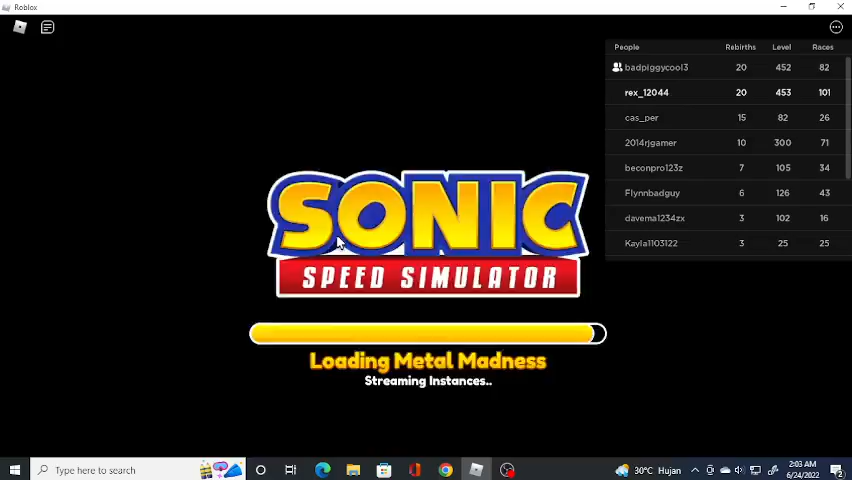 Roblox
People Rebirths Level Races
badpiggycool3 20 452 82
rex_12044 20 453 101
cas_per 15 82 26
2014rjgamer 10 300 71
beconpro123z 7 105 34
Flynnbadguy 6 126 43
davema1234zx 3 102 16
Kayla1103122 3 25 25
SONIC
SPEED SIMULATOR
Loading Metal Madness
Streaming Instances..
Type here to search
30°C Hujan
2:03 AM
6/24/2022
2